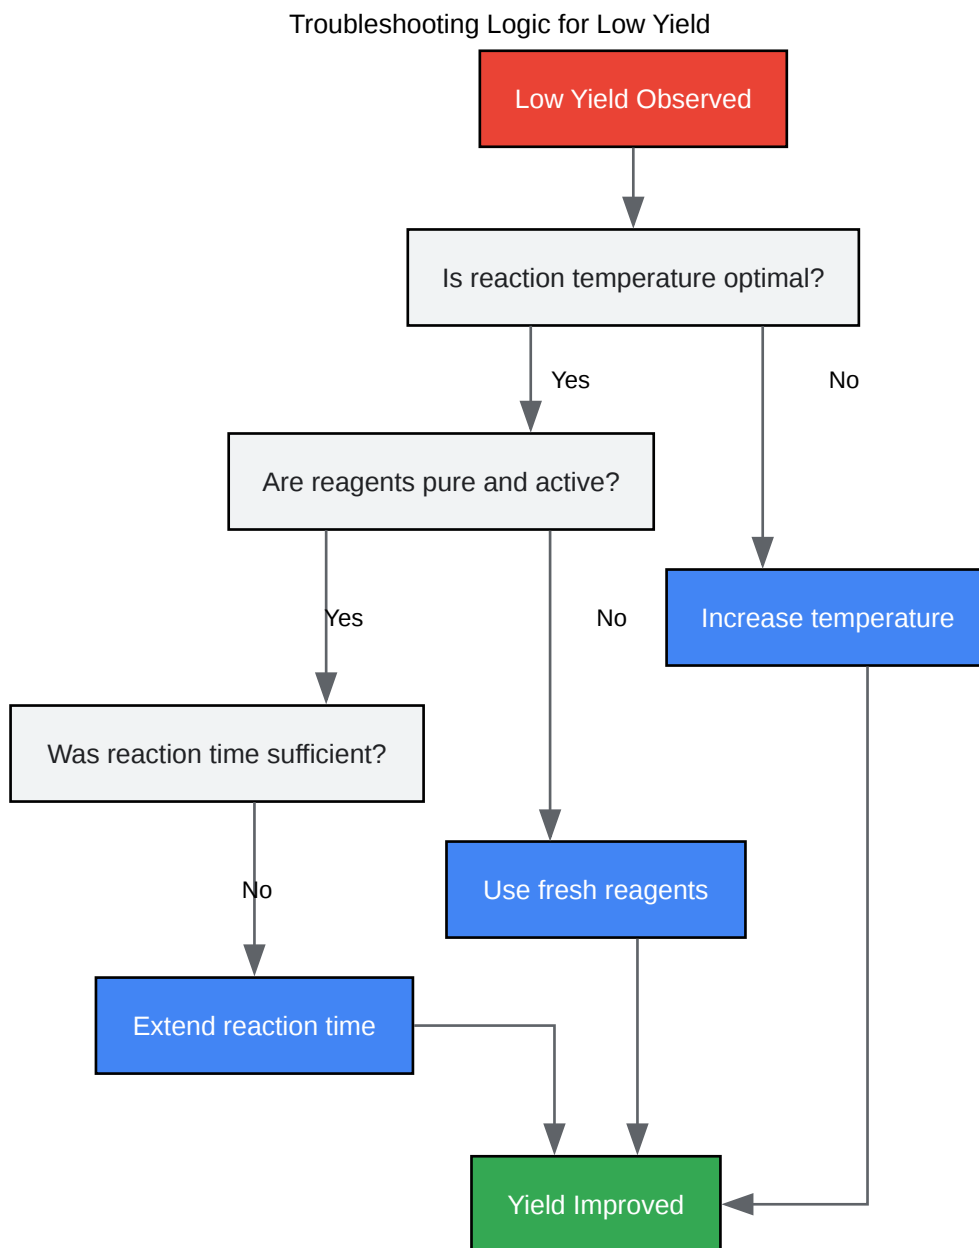 Troubleshooting Logic for Low Yield
Low Yield Observed
Is reaction temperature optimal?
Yes
No
Are reagents pure and active?
Yes
No
Increase temperature
Was reaction time sufficient?
No
Use fresh reagents
Extend reaction time
Yield Improved